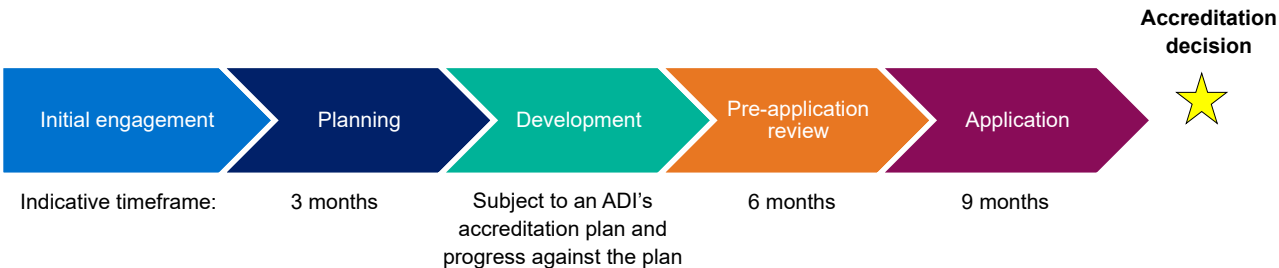 Accreditation
decision
Initial engagement
Planning
Development
Pre-application
review
Application
Indicative timeframe:
3 months
Subject to an ADI's
accreditation plan and
progress against the plan
6 months
9 months